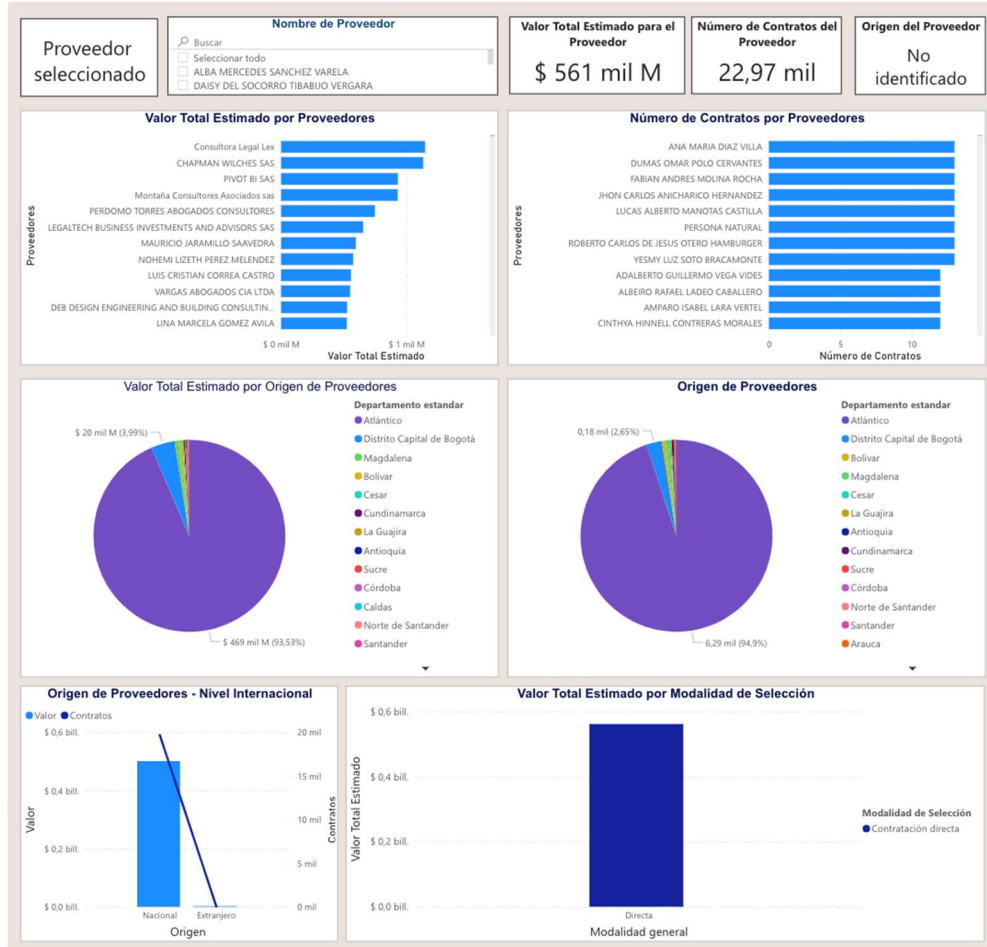 Proveedor
seleccionado
Nombre de Proveedor
Buscar
Seleccionar todo
ALBA MERCEDES SANCHEZ VARELA
DAISY DEL SOCORRO TIBABIJO VERGARA
Valor Total Estimado para el
Proveedor
$ 561 mil M
Número de Contratos del
Proveedor
22,97 mil
Origen del Proveedor
No
identificado
Valor Total Estimado por Proveedores
Proveedores
Consultora Legal Lex
CHAPMAN WILCHES SAS
PIVOT BI SAS
Montaña Consultores Asociados sas
PERDOMO TORRES ABOGADOS CONSULTORES
LEGALTECH BUSINESS INVESTMENTS AND ADVISORS SAS
MAURICIO JARAMILLO SAAVEDRA
NOHEMI LIZETH PEREZ MELENDEZ
LUIS CRISTIAN CORREA CASTRO
VARGAS ABOGADOS CIA LTDA
DEB DESIGN ENGINEERING AND BUILDING CONSULTIN...
LINA MARCELA GOMEZ AVILA
$ 0 mil M $ 1 mil M
Valor Total Estimado
Número de Contratos por Proveedores
Proveedores
ANA MARIA DIAZ VILLA
DUMAS OMAR POLO CERVANTES
FABIAN ANDRES MOLINA ROCHA
JHON CARLOS ANICHARICO HERNANDEZ
LUCAS ALBERTO MANOTAS CASTILLA
PERSONA NATURAL
ROBERTO CARLOS DE JESUS OTERO HAMBURGER
YESMY LUZ SOTO BRACAMONTE
ADALBERTO GUILLERMO VEGA VIDES
ALBEIRO RAFAEL LADEO CABALLERO
AMPARO ISABEL LARA VERTEL
CINTHYA HINNELL CONTRERAS MORALES
0 5 10
Número de Contratos
Valor Total Estimado por Origen de Proveedores
$ 20 mil M (3,99%)
$ 469 mil M (93,53%)
Departamento estandar
Atlántico
Distrito Capital de Bogotá
Magdalena
Bolívar
Cesar
Cundinamarca
La Guajira
Antioquia
Sucre
Córdoba
Caldas
Norte de Santander
Santander
Origen de Proveedores
0,18 mil (2,65%)
6,29 mil (94,9%)
Departamento estandar
Atlántico
Distrito Capital de Bogotá
Bolívar
Magdalena
Cesar
La Guajira
Antioquia
Cundinamarca
Sucre
Córdoba
Norte de Santander
Santander
Arauca
Origen de Proveedores - Nivel Internacional
Valor Contratos
Valor
$ 0,6 bill.
$ 0,4 bill.
$ 0,2 bill.
$ 0,0 bill.
20 mil
15 mil
10 mil
5 mil
0 mil
Contratos
Nacional Extranjero
Origen
Valor Total Estimado por Modalidad de Selección
Valor Total Estimado
$ 0,6 bill.
$ 0,4 bill.
$ 0,2 bill.
$ 0,0 bill.
Directa
Modalidad general
Modalidad de Selección
Contratación directa